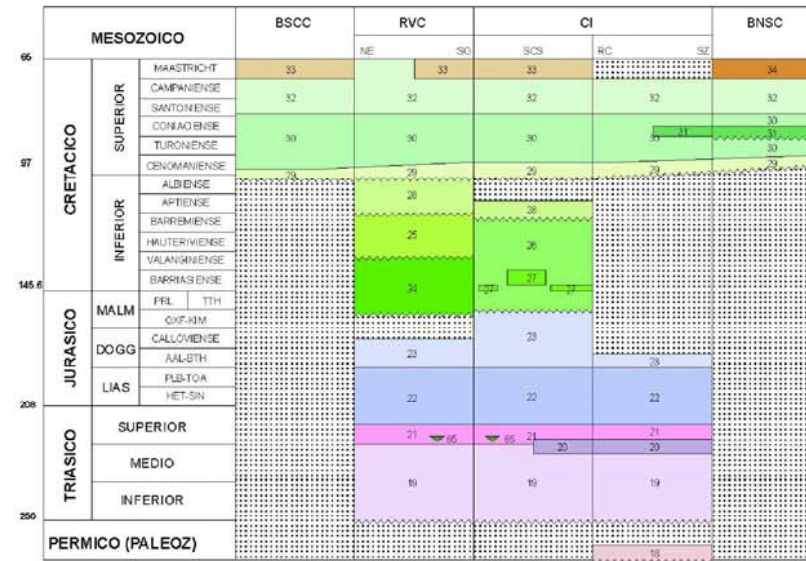 MESOZOICO BSCC RVC CI BNSC
NE SO SCS RC SZ
65
CRETACICO SUPERIOR MAASTRICHT 33 33 33 34
CAMPANIENSE
32 32 32 32 32
SANTONIENSE
CONIACIENSE 30
31 31
30 30 30 30
TURONIENSE 30
97
CENOMANIENSE 29 29 29 29 29
INFERIOR ALBIENSE
28
APTIENSE
28
BARREMIENSE
25 26
HAUTERIVIENSE
VALANGINIENSE
BARRIASIENSE 27
24 27 27
145.6
JURASICO MALM PRL TTH
OXF-KIM
DOGG CALLOVIENSE 23
AAL-BTH 23 23
LIAS PLB-TOA
22 22 22
HET-SIN
208
TRIASICO SUPERIOR
21 65 65 21 21
20 20
MEDIO
19 19 19
INFERIOR
250
PERMICO (PALEOZ)
18